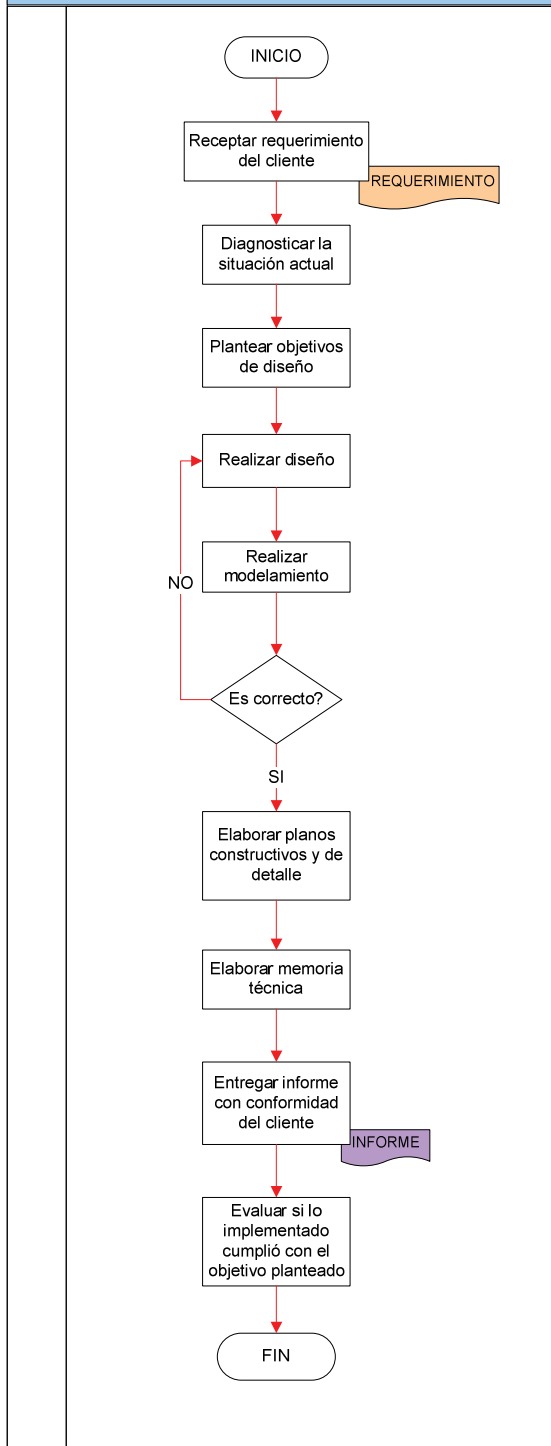 INICIO
Receptar requerimiento
del cliente
REQUERIMIENTO
Diagnosticar la
situación actual
Plantear objetivos
de diseño
Realizar diseño
Realizar
modelamiento
NO
Es correcto?
SI
Elaborar planos
constructivos y de
detalle
Elaborar memoria
técnica
Entregar informe
con conformidad
del cliente
INFORME
Evaluar si lo
implementado
cumplió con el
objetivo planteado
FIN